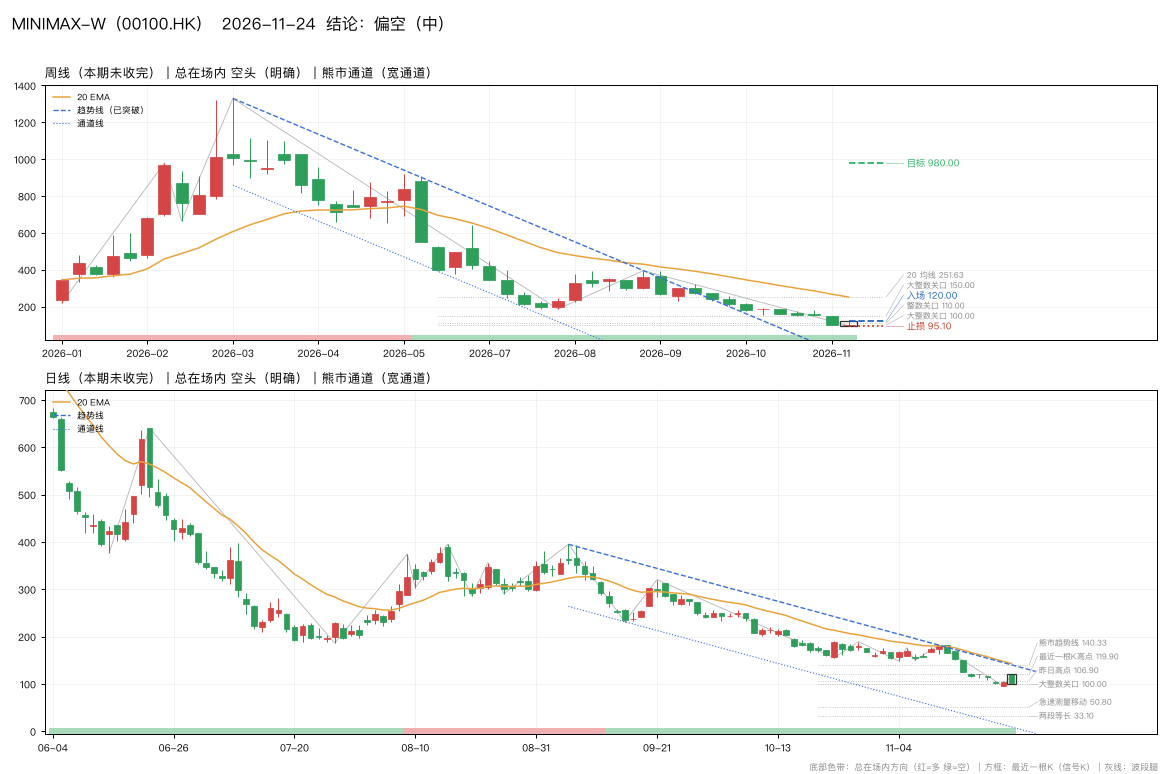 MINIMAX-W（00100.HK） 2026-11-24 结论：偏空（中）
周线（本期未收完）｜总在场内 空头（明确）｜熊市通道（宽通道）
1400
1200
1000
800
600
400
200
20 EMA
趋势线（已突破）
通道线
目标 980.00
20 均线 251.63
大整数关口 150.00
入场 120.00
整数关口 110.00
大整数关口 100.00
止损 95.10
2026-01 2026-02 2026-03 2026-04 2026-05 2026-06 2026-07 2026-08 2026-09 2026-10 2026-11
日线（本期未收完）｜总在场内 空头（明确）｜熊市通道（宽通道）
700
600
500
400
300
200
100
0
20 EMA
趋势线
通道线
熊市趋势线 140.33
最近一根K高点 119.90
昨日高点 106.90
大整数关口 100.00
急速测量移动 50.80
两段等长 33.10
06-04 06-26 07-20 08-10 08-31 09-21 10-13 11-04
底部色带：总在场内方向（红=多 绿=空）｜方框：最近一根K（信号K）｜灰线：波段腿